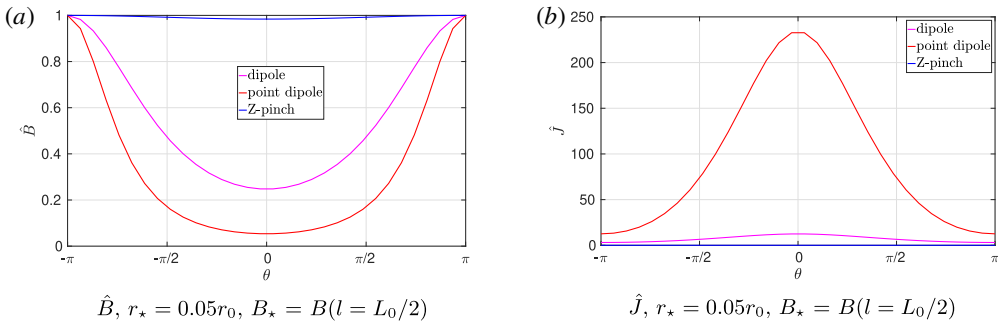 (a)
1
0.8
0.6
0.4
0.2
0
B̂
dipole
point dipole
Z-pinch
-π
-π/2
0
π/2
π
θ
B̂, r⋆ = 0.05r₀, B⋆ = B(l = L₀/2)
(b)
250
200
150
100
50
0
Ĵ
dipole
point dipole
Z-pinch
-π
-π/2
0
π/2
π
θ
Ĵ, r⋆ = 0.05r₀, B⋆ = B(l = L₀/2)